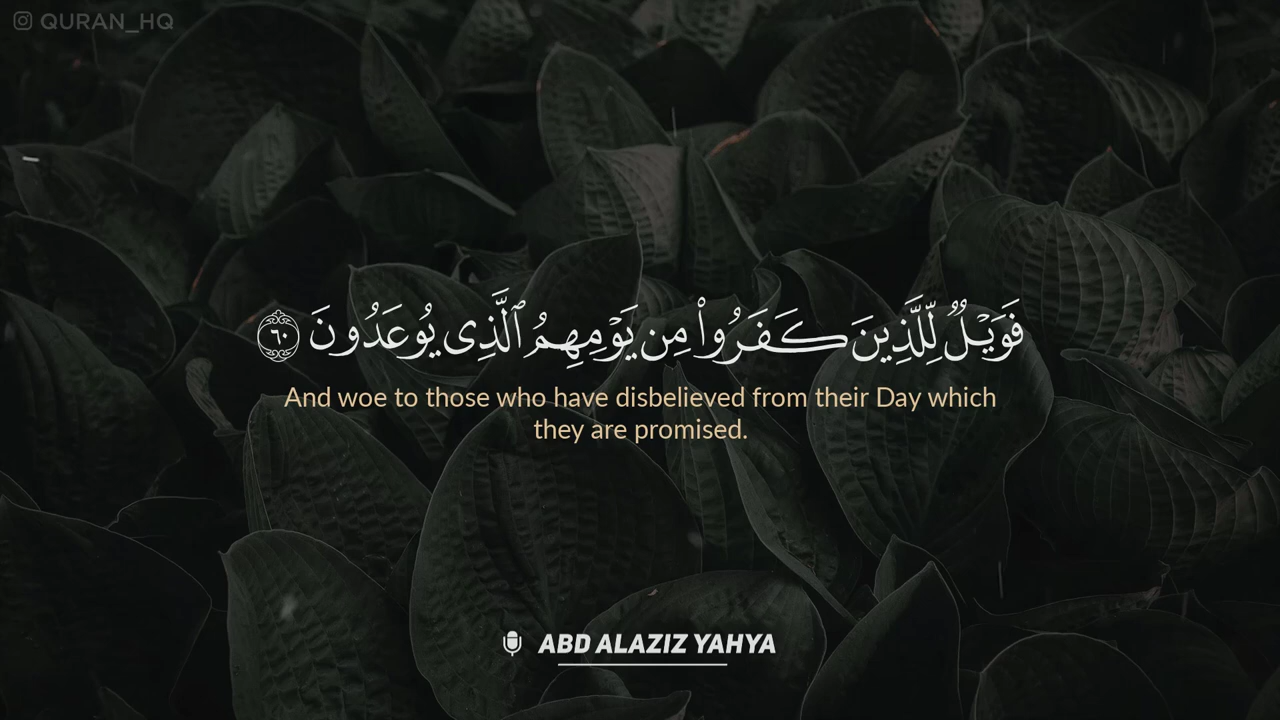 QURAN_HQ
فَوَيْلٌ لِّلَّذِينَ كَفَرُوا۟ مِن يَوْمِهِمُ ٱلَّذِى يُوعَدُونَ ٦٠
And woe to those who have disbelieved from their Day which
they are promised.
ABD ALAZIZ YAHYA